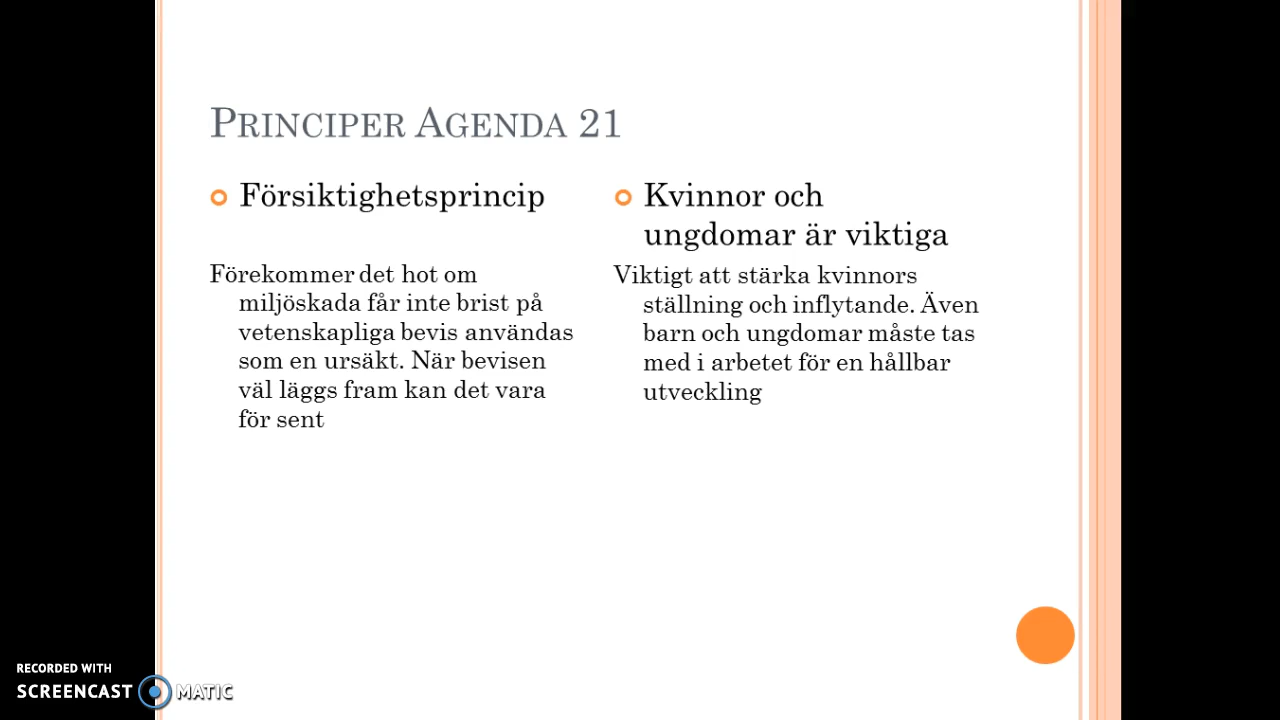 PRINCIPER AGENDA 21
Försiktighetsprincip
Förekommer det hot om
miljöskada får inte brist på
vetenskapliga bevis användas
som en ursäkt. När bevisen
väl läggs fram kan det vara
för sent
Kvinnor och
ungdomar är viktiga
Viktigt att stärka kvinnors
ställning och inflytande. Även
barn och ungdomar måste tas
med i arbetet för en hållbar
utveckling
RECORDED WITH
SCREENCAST MATIC